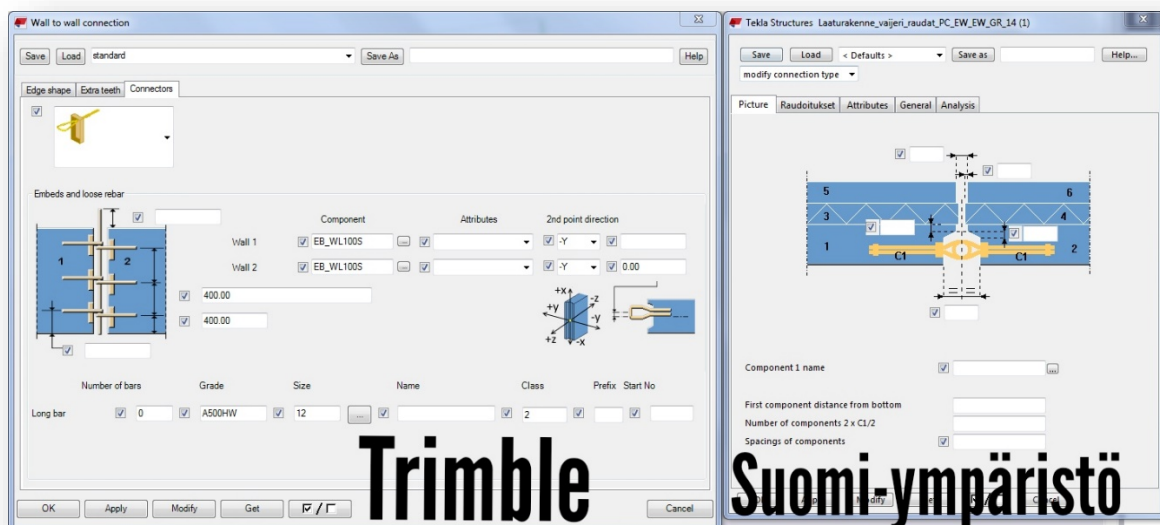 Wall to wall connection
Save Load standard Save As Help
Edge shape Extra teeth Connectors
Embeds and loose rebar
Component Attributes 2nd point direction
1 2
Wall 1 EB_WL100S ... -Y
Wall 2 EB_WL100S ... -Y 0.00
400.00
400.00
+x -z
+y -y
+z -x
Number of bars Grade Size Name Class Prefix Start No
Long bar 0 A500HW 12 ... 2
OK Apply Modify Get Cancel
Trimble
Tekla Structures Laaturakenne_vaijeri_raudat_PC_EW_EW_GR_14 (1)
Save Load < Defaults > Save as Help...
modify connection type
Picture Raudoitukset Attributes General Analysis
5 6
3 4
1 2
C1 C1
Component 1 name ...
First component distance from bottom
Number of components 2 x C1/2
Spacings of components
Modify
Suomi-ympäristö